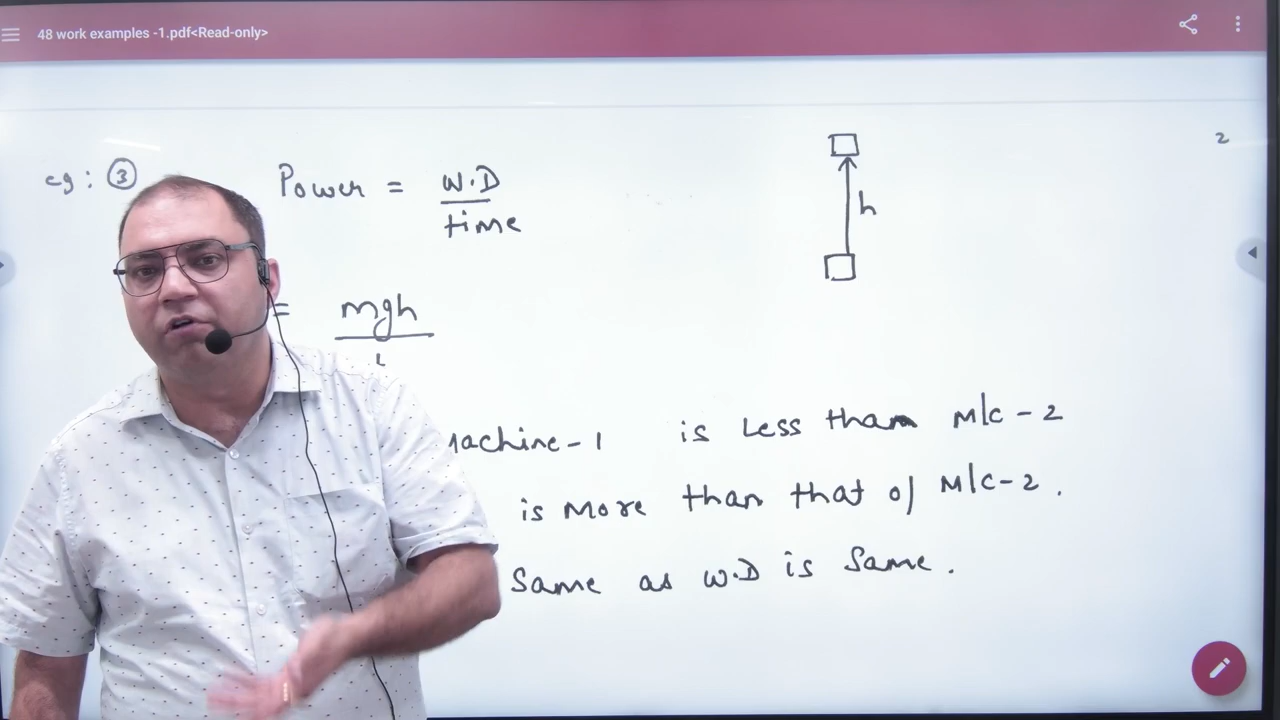 48 work examples -1.pdf<Read-only>
2
eg: ③ Power = W.D
time
h
= mgh
Machine-1 is Less than M/c-2
is More than that of M/c-2.
Same as W.D is Same.